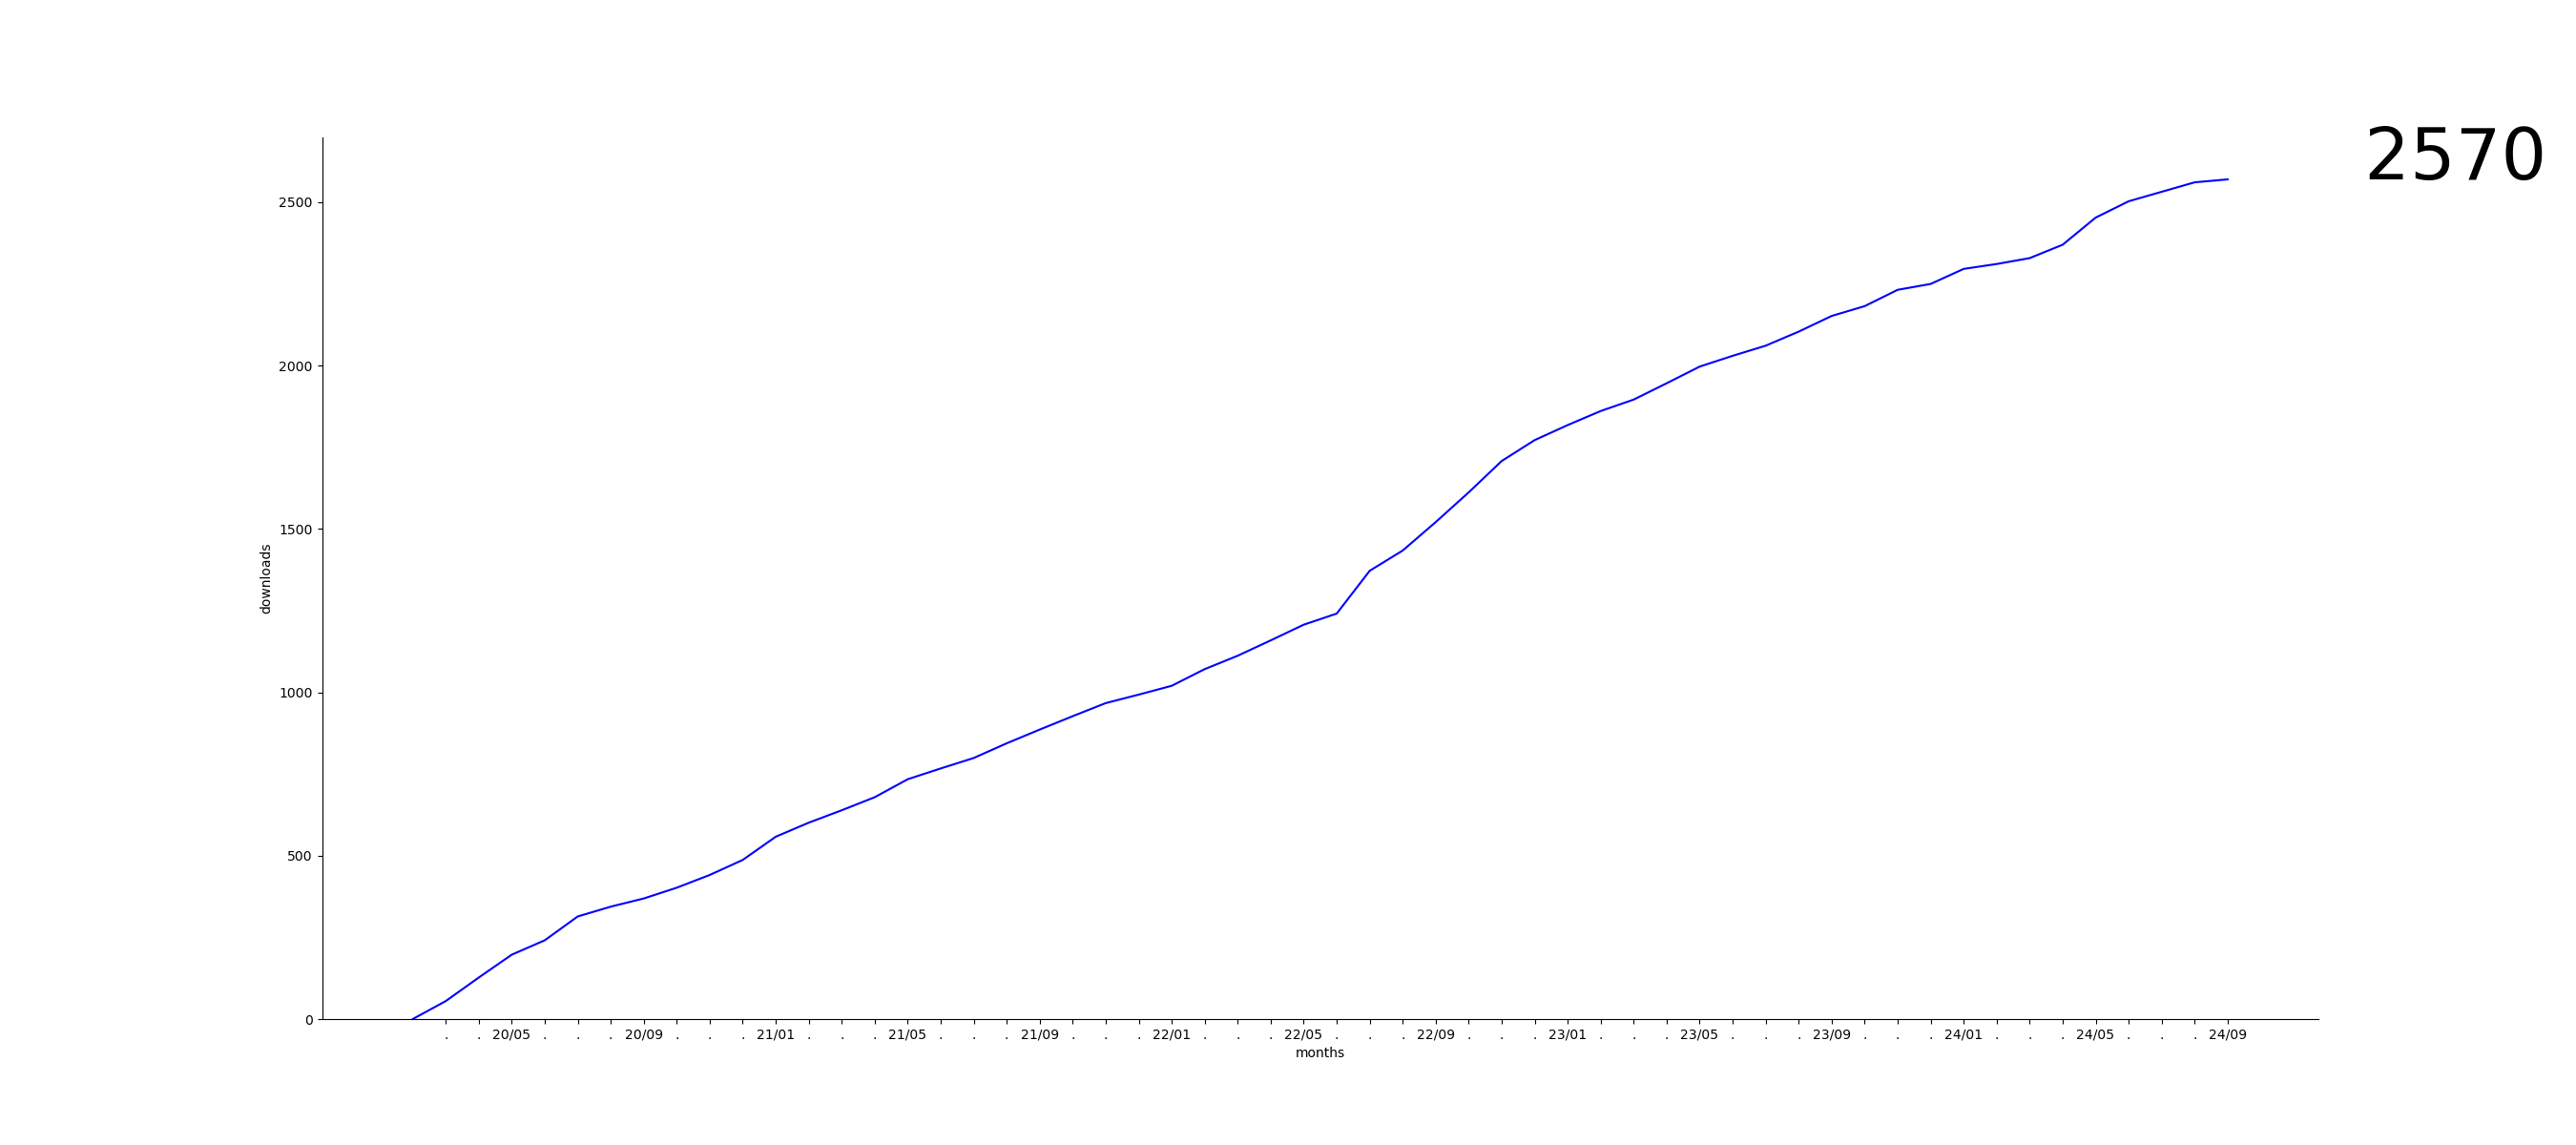 2570
2500
2000
1500
1000
500
0
downloads
. . 20/05 . . . 20/09 . . . 21/01 . . . 21/05 . . . 21/09 . . . 22/01 . . . 22/05 . . . 22/09 . . . 23/01 . . . 23/05 . . . 23/09 . . . 24/01 . . . 24/05 . . . 24/09
months